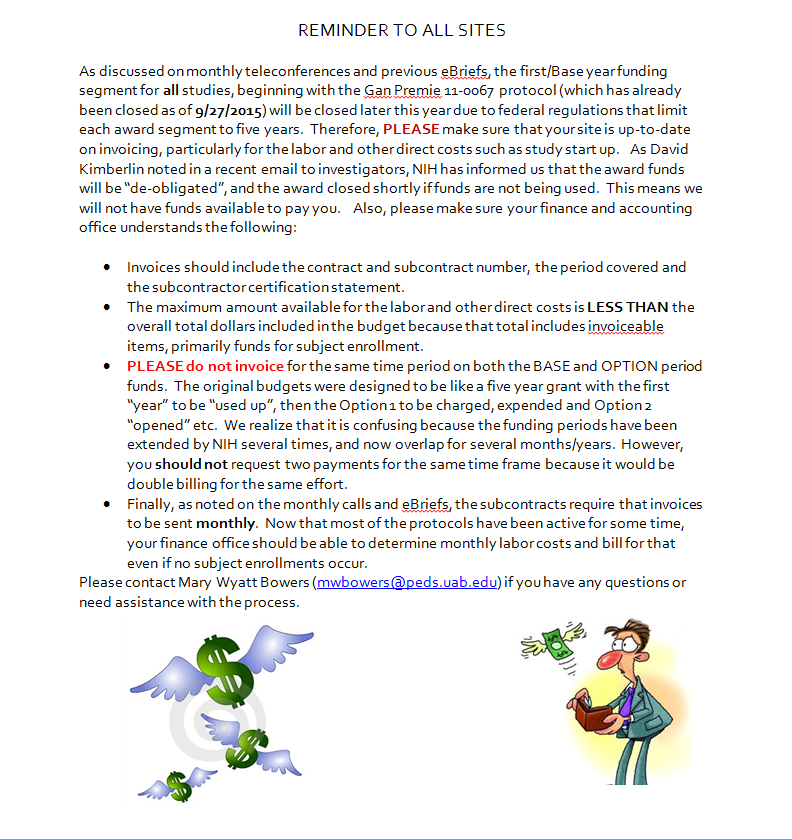 REMINDER TO ALL SITES
As discussed on monthly teleconferences and previous eBriefs, the first/Base year funding
segment for all studies, beginning with the Gan Premie 11-0067 protocol (which has already
been closed as of 9/27/2015) will be closed later this year due to federal regulations that limit
each award segment to five years. Therefore, PLEASE make sure that your site is up-to-date
on invoicing, particularly for the labor and other direct costs such as study start up. As David
Kimberlin noted in a recent email to investigators, NIH has informed us that the award funds
will be "de-obligated", and the award closed shortly if funds are not being used. This means we
will not have funds available to pay you. Also, please make sure your finance and accounting
office understands the following:
• Invoices should include the contract and subcontract number, the period covered and
the subcontractor certification statement.
• The maximum amount available for the labor and other direct costs is LESS THAN the
overall total dollars included in the budget because that total includes invoiceable
items, primarily funds for subject enrollment.
• PLEASE do not invoice for the same time period on both the BASE and OPTION period
funds. The original budgets were designed to be like a five year grant with the first
"year" to be "used up", then the Option 1 to be charged, expended and Option 2
"opened" etc. We realize that it is confusing because the funding periods have been
extended by NIH several times, and now overlap for several months/years. However,
you should not request two payments for the same time frame because it would be
double billing for the same effort.
• Finally, as noted on the monthly calls and eBriefs, the subcontracts require that invoices
to be sent monthly. Now that most of the protocols have been active for some time,
your finance office should be able to determine monthly labor costs and bill for that
even if no subject enrollments occur.
Please contact Mary Wyatt Bowers (mwbowers@peds.uab.edu) if you have any questions or
need assistance with the process.